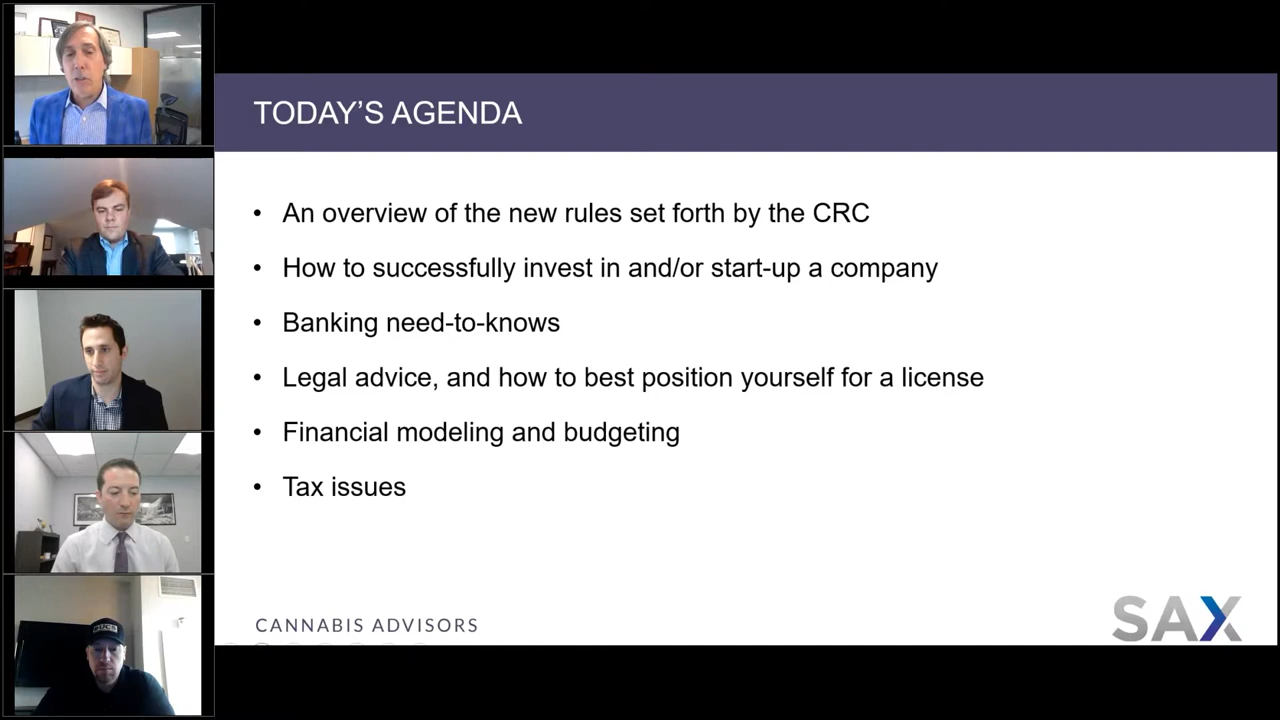 TODAY'S AGENDA
• An overview of the new rules set forth by the CRC
• How to successfully invest in and/or start-up a company
• Banking need-to-knows
• Legal advice, and how to best position yourself for a license
• Financial modeling and budgeting
• Tax issues
CANNABIS ADVISORS
SAX